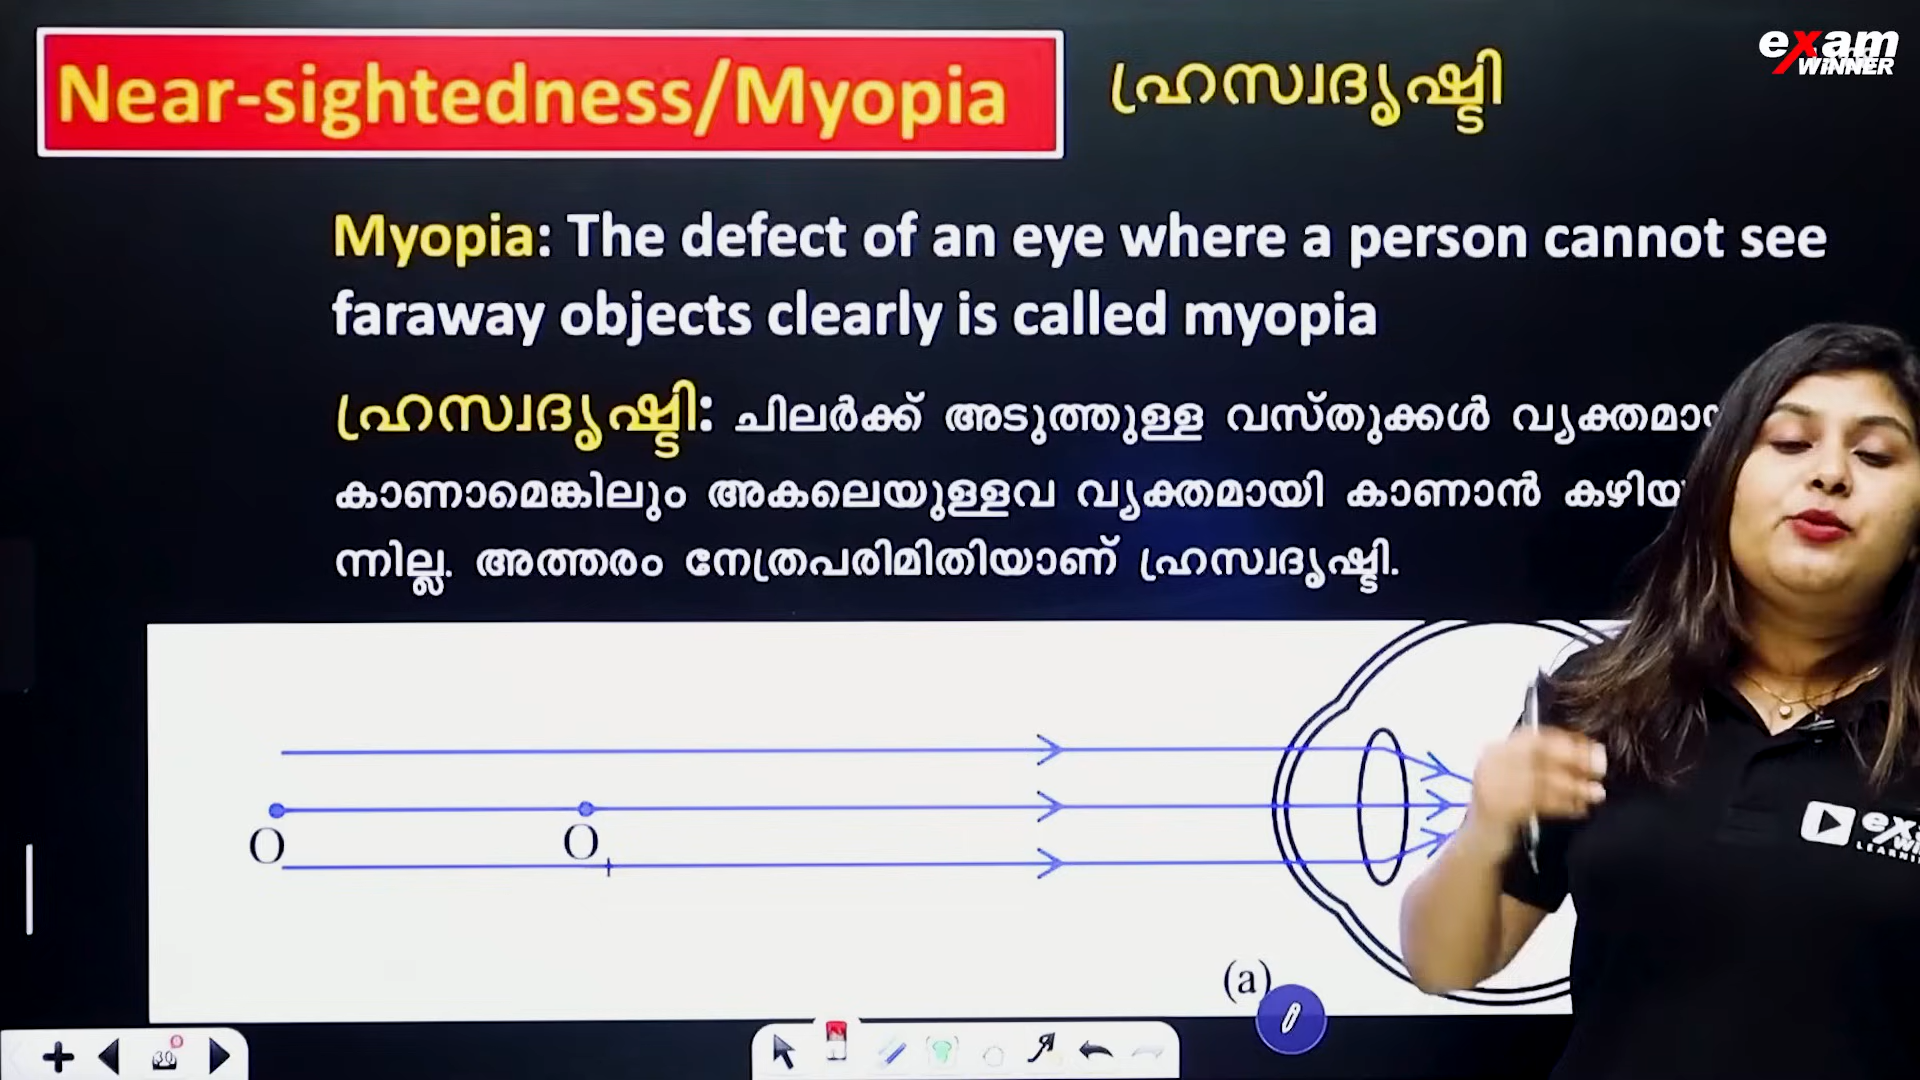 Near-sightedness/Myopia
ഹ്രസ്വദൃഷ്ടി
exam
WINNER
Myopia: The defect of an eye where a person cannot see
faraway objects clearly is called myopia
ഹ്രസ്വദൃഷ്ടി: ചിലർക്ക് അടുത്തുള്ള വസ്തുക്കൾ
കാണാമെങ്കിലും അകലെയുള്ളവ വ്യക്തമായി കാണാൻ
ന്നില്ല. അത്തരം നേത്രപരിമിതിയാണ് ഹ്രസ്വദൃഷ്ടി.
O
O
(a)
30